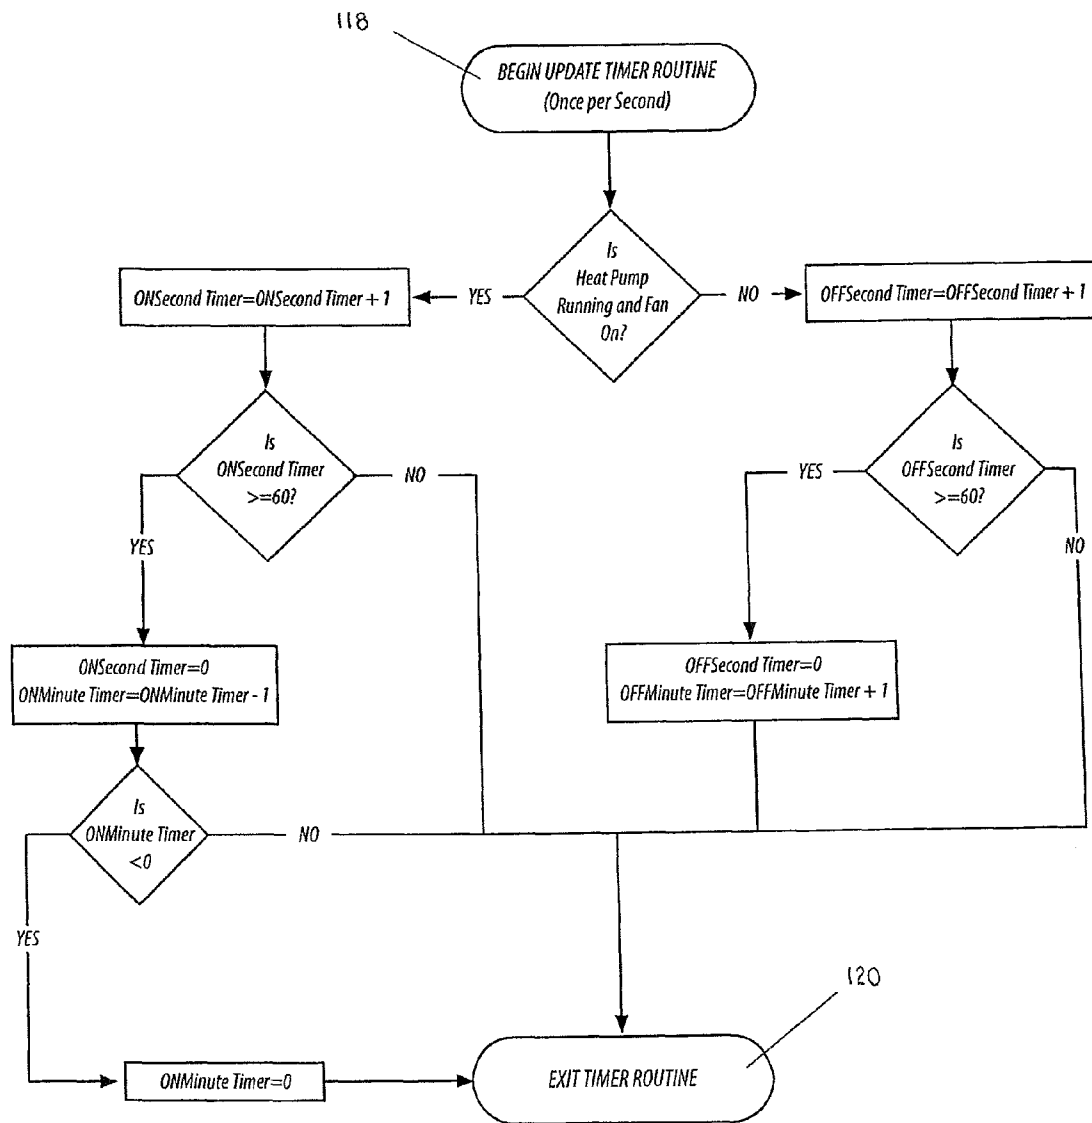 118
BEGIN UPDATE TIMER ROUTINE
(Once per Second)
Is
Heat Pump
Running and Fan
On?
YES
NO
ONSecond Timer=ONSecond Timer + 1
OFFSecond Timer=OFFSecond Timer + 1
Is
ONSecond Timer
>=60?
NO
YES
Is
OFFSecond Timer
>=60?
YES
NO
ONSecond Timer=0
ONMinute Timer=ONMinute Timer - 1
OFFSecond Timer=0
OFFMinute Timer=OFFMinute Timer + 1
Is
ONMinute Timer
<0
NO
YES
120
ONMinute Timer=0
EXIT TIMER ROUTINE